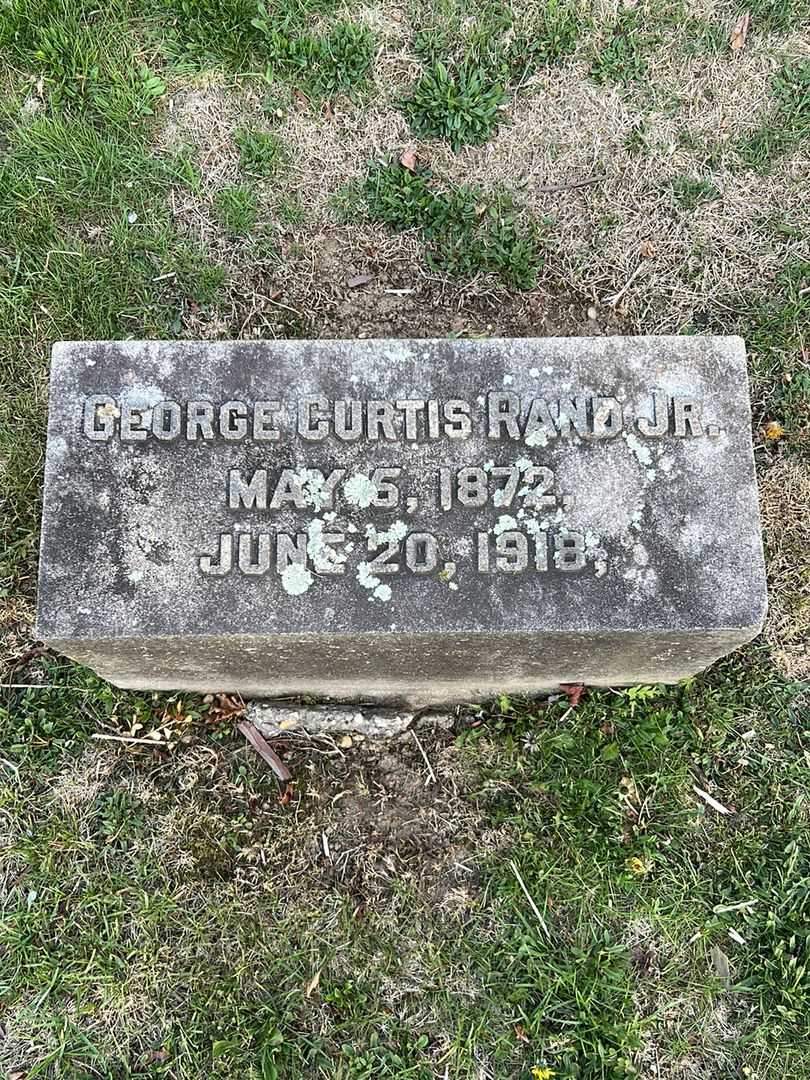 GEORGE CURTIS RAND JR.
MAY 5, 1872,
JUNE 20, 1918,